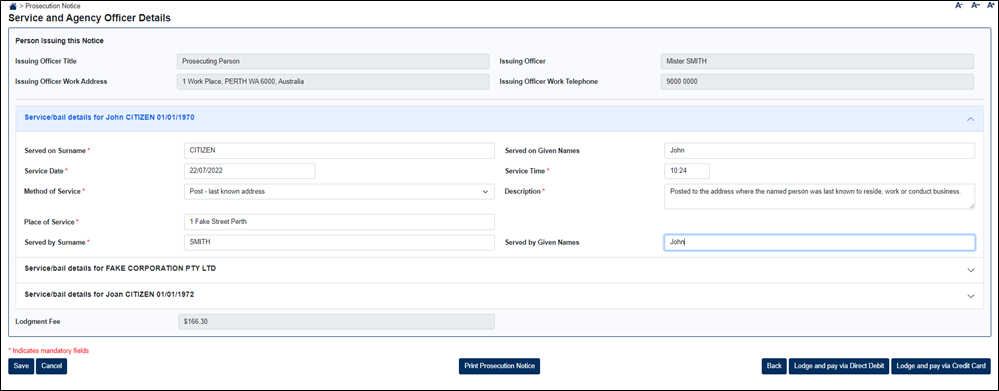 > Prosecution Notice
A- A↔ A+
Service and Agency Officer Details
Person Issuing this Notice
Issuing Officer Title Prosecuting Person Issuing Officer Mister SMITH
Issuing Officer Work Address 1 Work Place, PERTH WA 6000, Australia Issuing Officer Work Telephone 9000 0000
Service/bail details for John CITIZEN 01/01/1970
Served on Surname * CITIZEN Served on Given Names John
Service Date * 22/07/2022 Service Time * 10:24
Method of Service * Post - last known address Description * Posted to the address where the named person was last known to reside, work or conduct business.
Place of Service * 1 Fake Street Perth
Served by Surname * SMITH Served by Given Names John
Service/bail details for FAKE CORPORATION PTY LTD
Service/bail details for Joan CITIZEN 01/01/1972
Lodgment Fee $166.30
* Indicates mandatory fields
Save Cancel Print Prosecution Notice Back Lodge and pay via Direct Debit Lodge and pay via Credit Card